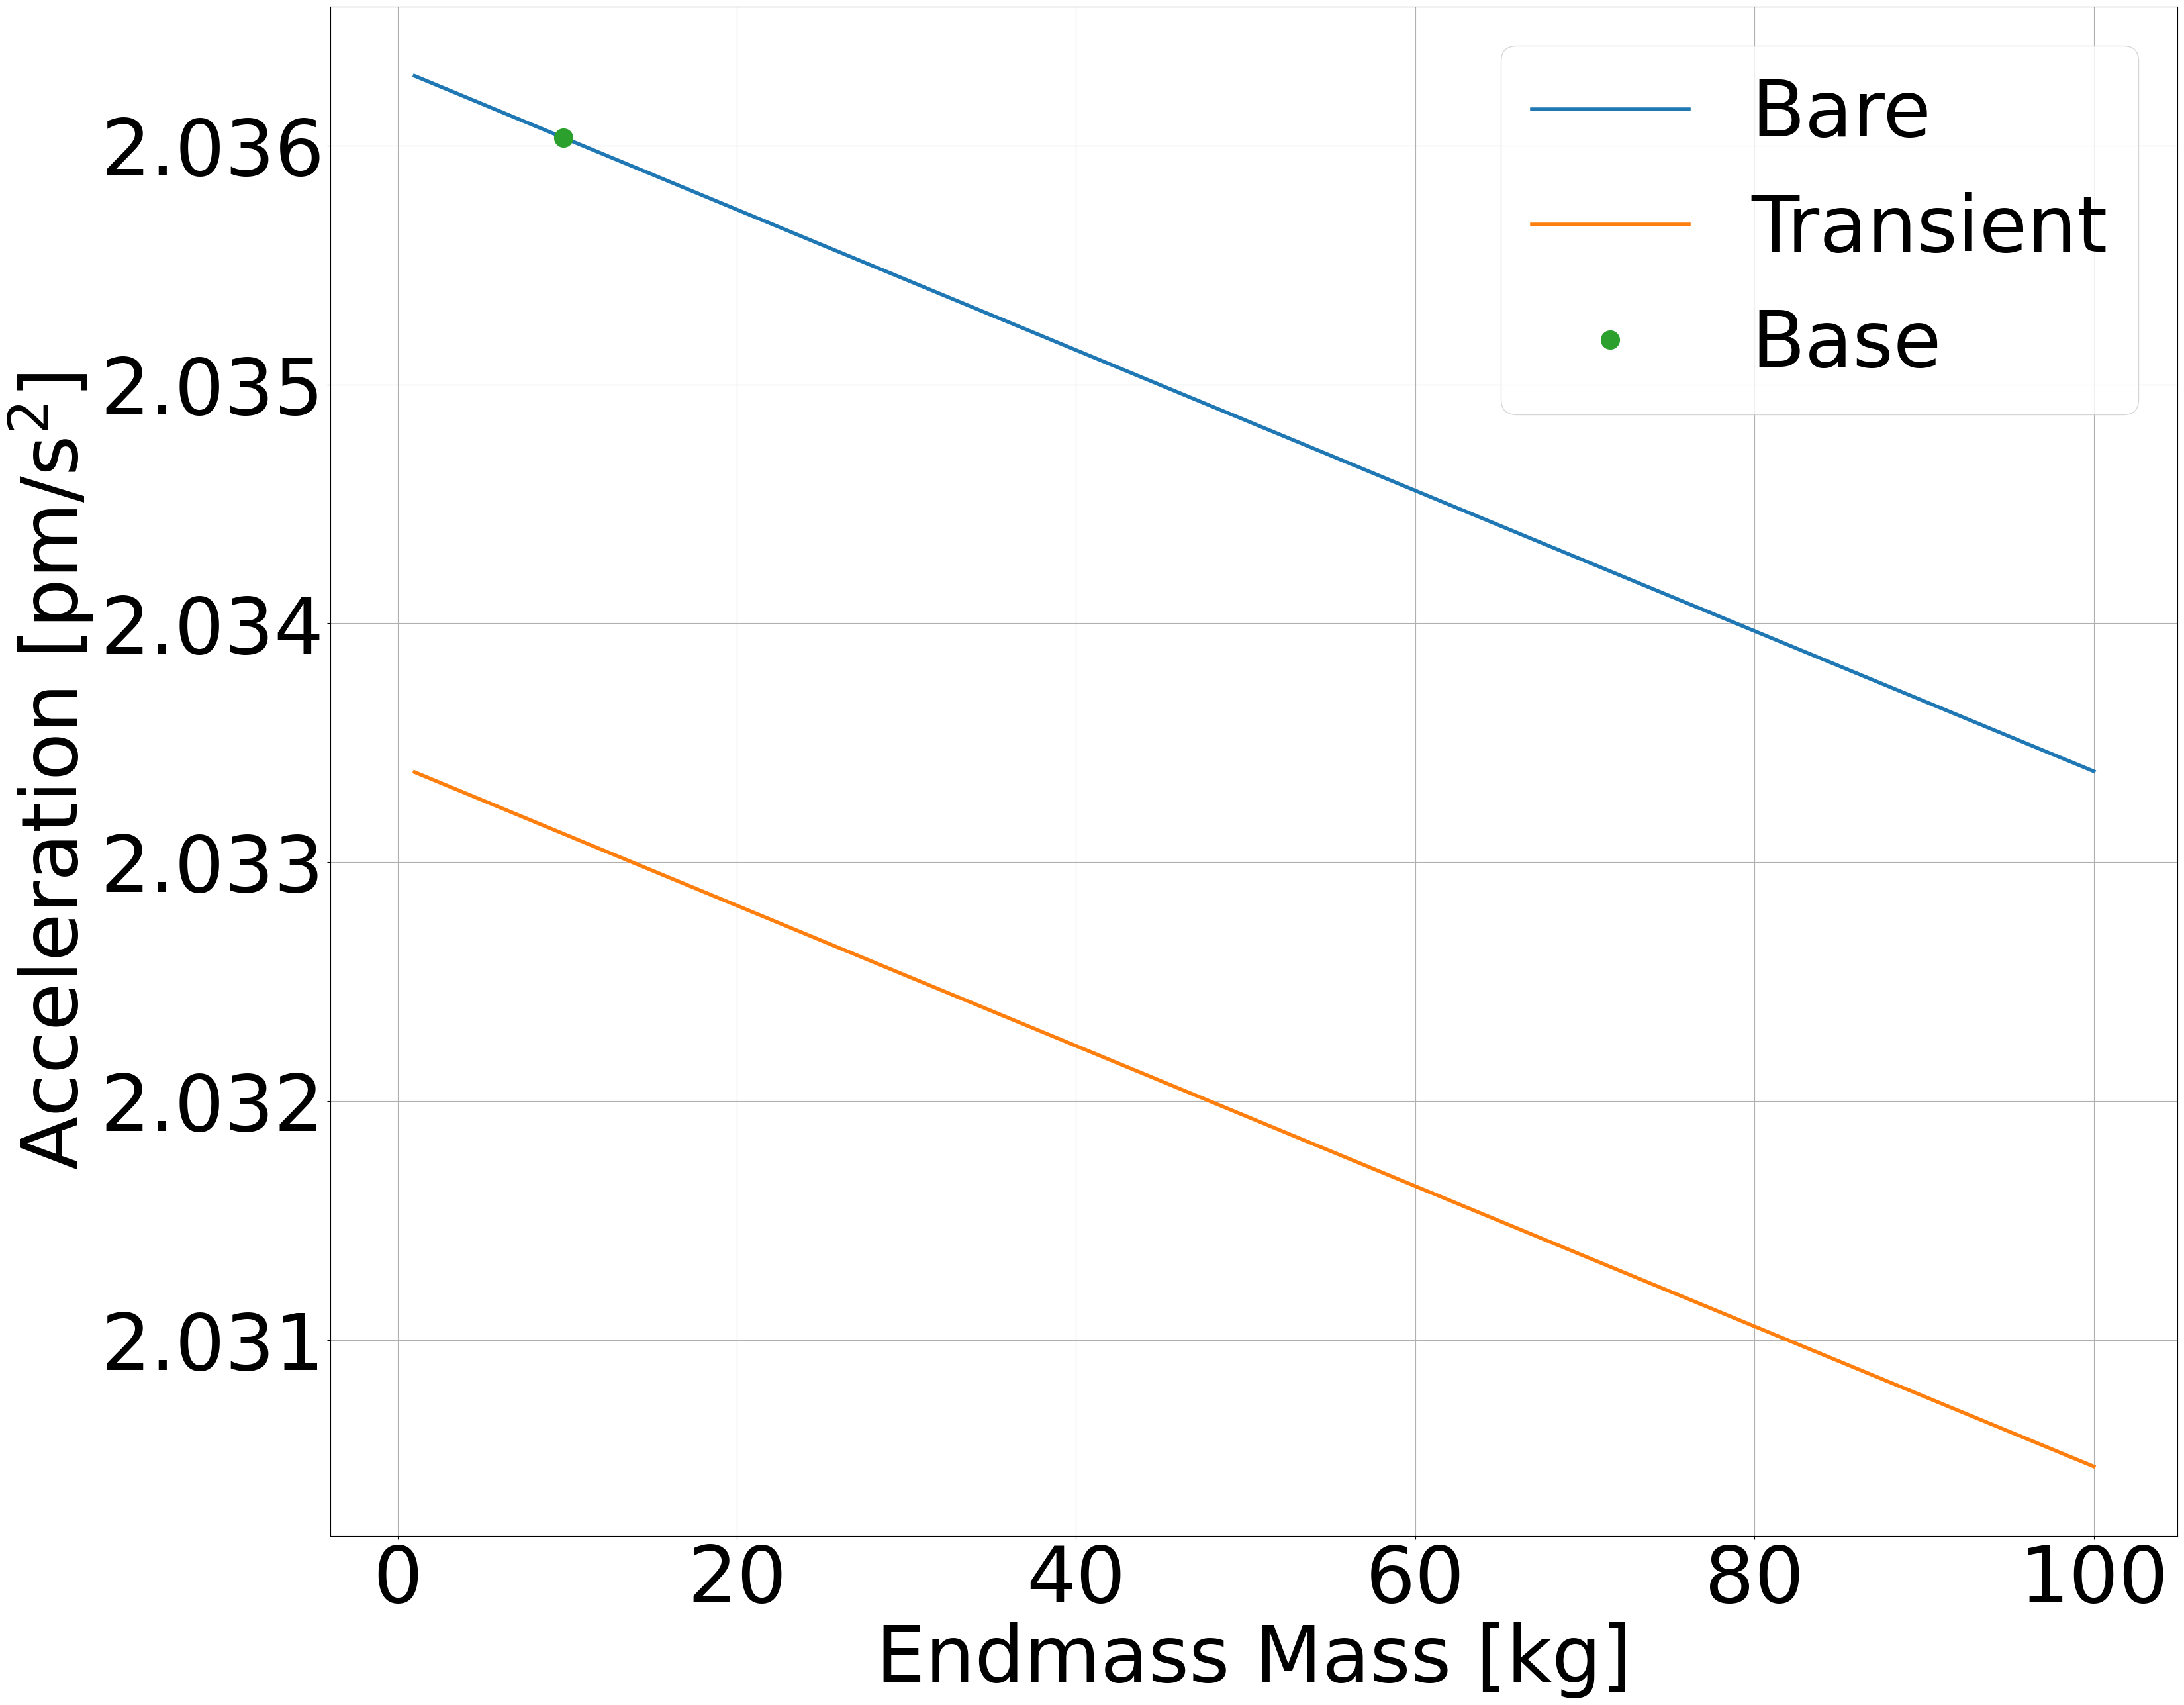 Acceleration [pm/s²]
2.036
2.035
2.034
2.033
2.032
2.031
Bare
Transient
Base
0 20 40 60 80 100
Endmass Mass [kg]